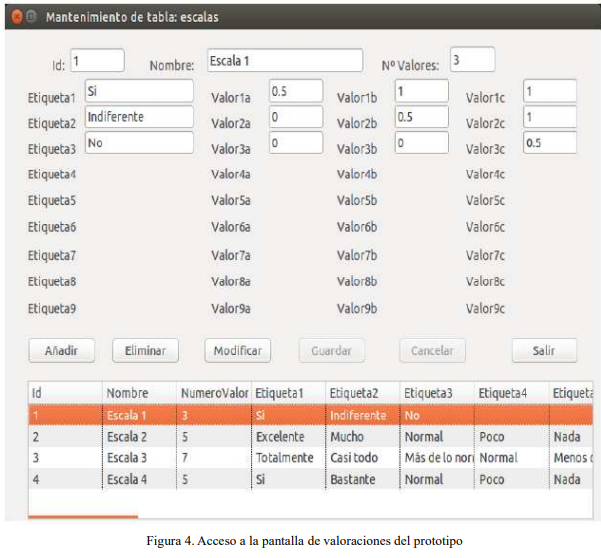 Mantenimiento de tabla: escalas
Id: 1 Nombre: Escala 1 Nº Valores: 3
Etiqueta1 Si Valor1a 0.5 Valor1b 1 Valor1c 1
Etiqueta2 Indiferente Valor2a 0 Valor2b 0.5 Valor2c 1
Etiqueta3 No Valor3a 0 Valor3b 0 Valor3c 0.5
Etiqueta4 Valor4a Valor4b Valor4c
Etiqueta5 Valor5a Valor5b Valor5c
Etiqueta6 Valor6a Valor6b Valor6c
Etiqueta7 Valor7a Valor7b Valor7c
Etiqueta8 Valor8a Valor8b Valor8c
Etiqueta9 Valor9a Valor9b Valor9c
Añadir Eliminar Modificar Guardar Cancelar Salir
Id Nombre NumeroValor Etiqueta1 Etiqueta2 Etiqueta3 Etiqueta4 Etiqueta
1 Escala 1 3 Si Indiferente No
2 Escala 2 5 Excelente Mucho Normal Poco Nada
3 Escala 3 7 Totalmente Casi todo Más de lo nor Normal Menos
4 Escala 4 5 Si Bastante Normal Poco Nada
Figura 4. Acceso a la pantalla de valoraciones del prototipo